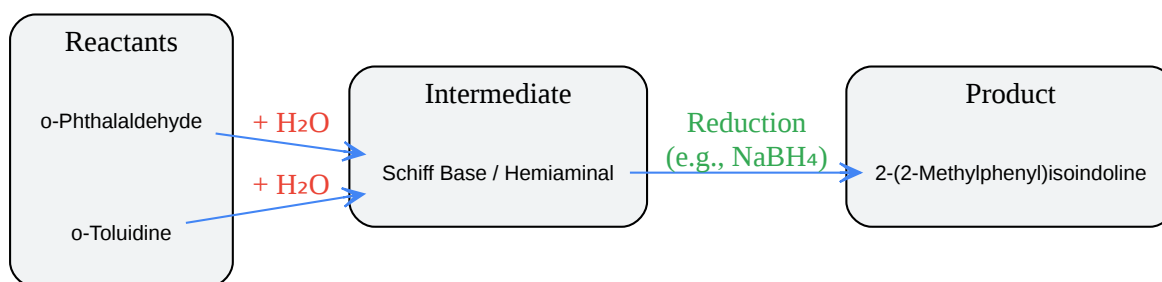 Reactants
o-Phthalaldehyde
o-Toluidine
+ H₂O
+ H₂O
Intermediate
Schiff Base / Hemiaminal
Reduction
(e.g., NaBH₄)
Product
2-(2-Methylphenyl)isoindoline